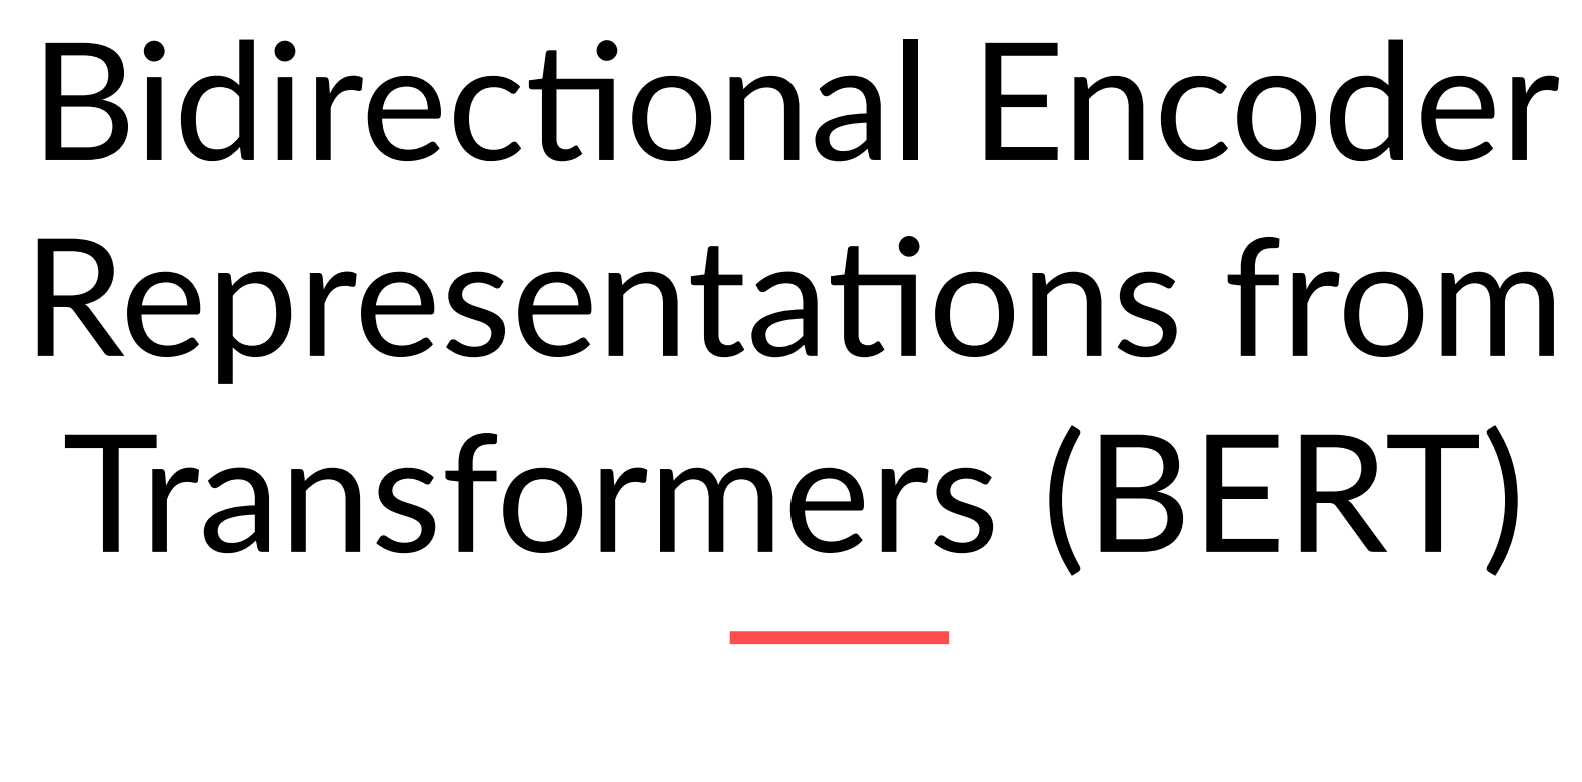 Bidirectional Encoder
Representations from
Transformers (BERT)